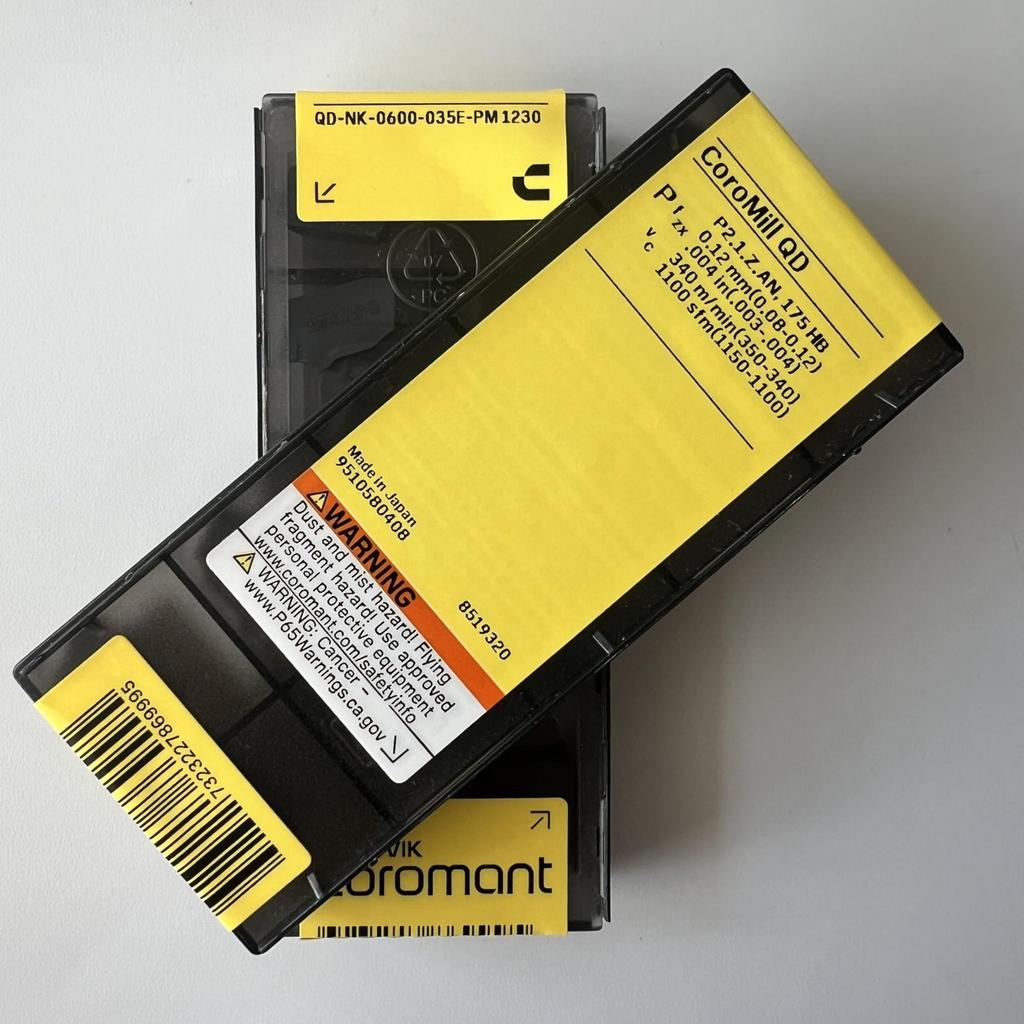 QD-NK-0600-035E-PM 1230
07
PC
CoroMill QD
P P2.1.Z.AN, 175 HB
f zx 0.12 mm(0.08-0.12)
.004 in(.003-.004)
v c 340 m/min(350-340)
1100 sfm(1150-1100)
Made in Japan
9510580408
8519320
WARNING
Dust and mist hazard! Flying
fragment hazard! Use approved
personal protective equipment
www.coromant.com/safetyinfo
WARNING: Cancer –
www.P65Warnings.ca.gov
7323227869995